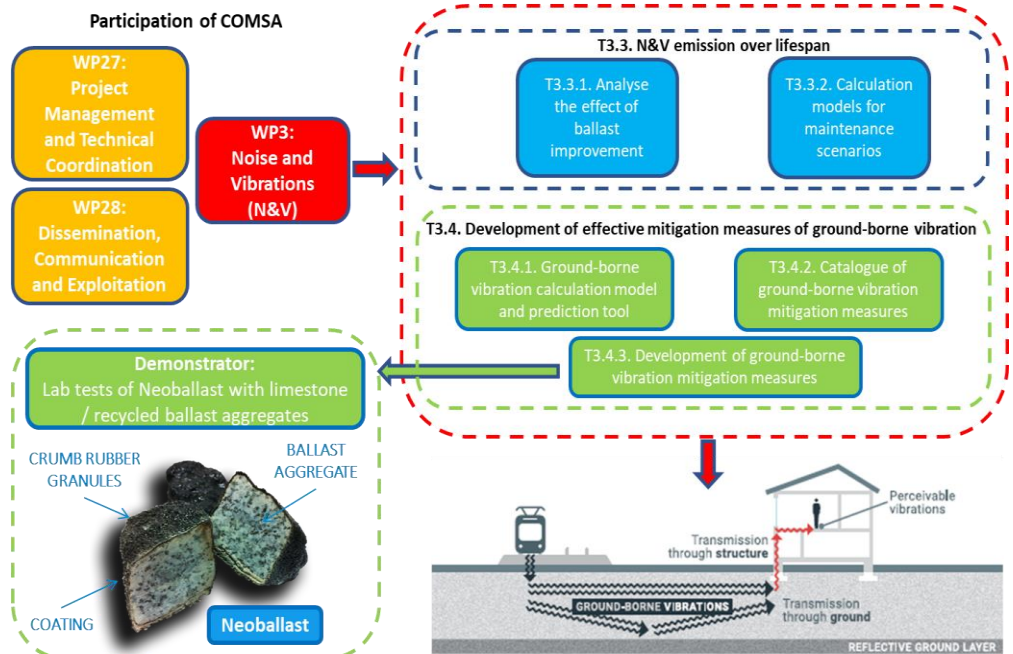 Participation of COMSA
WP27:
Project
Management
and Technical
Coordination
WP28:
Dissemination,
Communication
and Exploitation
WP3:
Noise and
Vibrations
(N&V)
T3.3. N&V emission over lifespan
T3.3.1. Analyse
the effect of
ballast
improvement
T3.3.2. Calculation
models for
maintenance
scenarios
T3.4. Development of effective mitigation measures of ground-borne vibration
T3.4.1. Ground-borne
vibration calculation model
and prediction tool
T3.4.2. Catalogue of
ground-borne vibration
mitigation measures
T3.4.3. Development of ground-borne
vibration mitigation measures
Demonstrator:
Lab tests of Neoballast with limestone
/ recycled ballast aggregates
CRUMB RUBBER
GRANULES
BALLAST
AGGREGATE
COATING
Neoballast
Perceivable
vibrations
Transmission
through structure
GROUND-BORNE VIBRATIONS
Transmission
through ground
REFLECTIVE GROUND LAYER